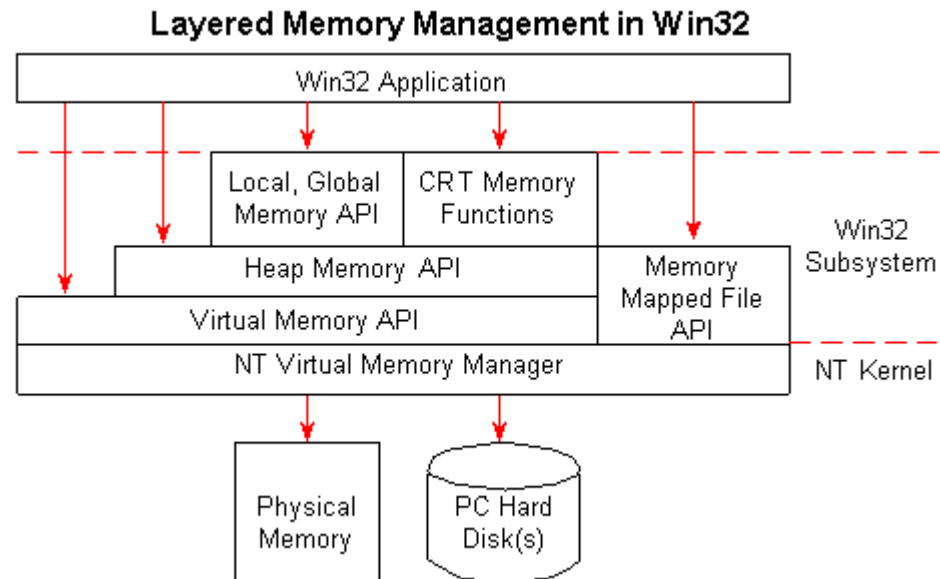 Layered Memory Management in Win32
Win32 Application
Local, Global
Memory API
CRT Memory
Functions
Heap Memory API
Memory
Mapped File
API
Win32
Subsystem
Virtual Memory API
NT Virtual Memory Manager
NT Kernel
Physical
Memory
PC Hard
Disk(s)